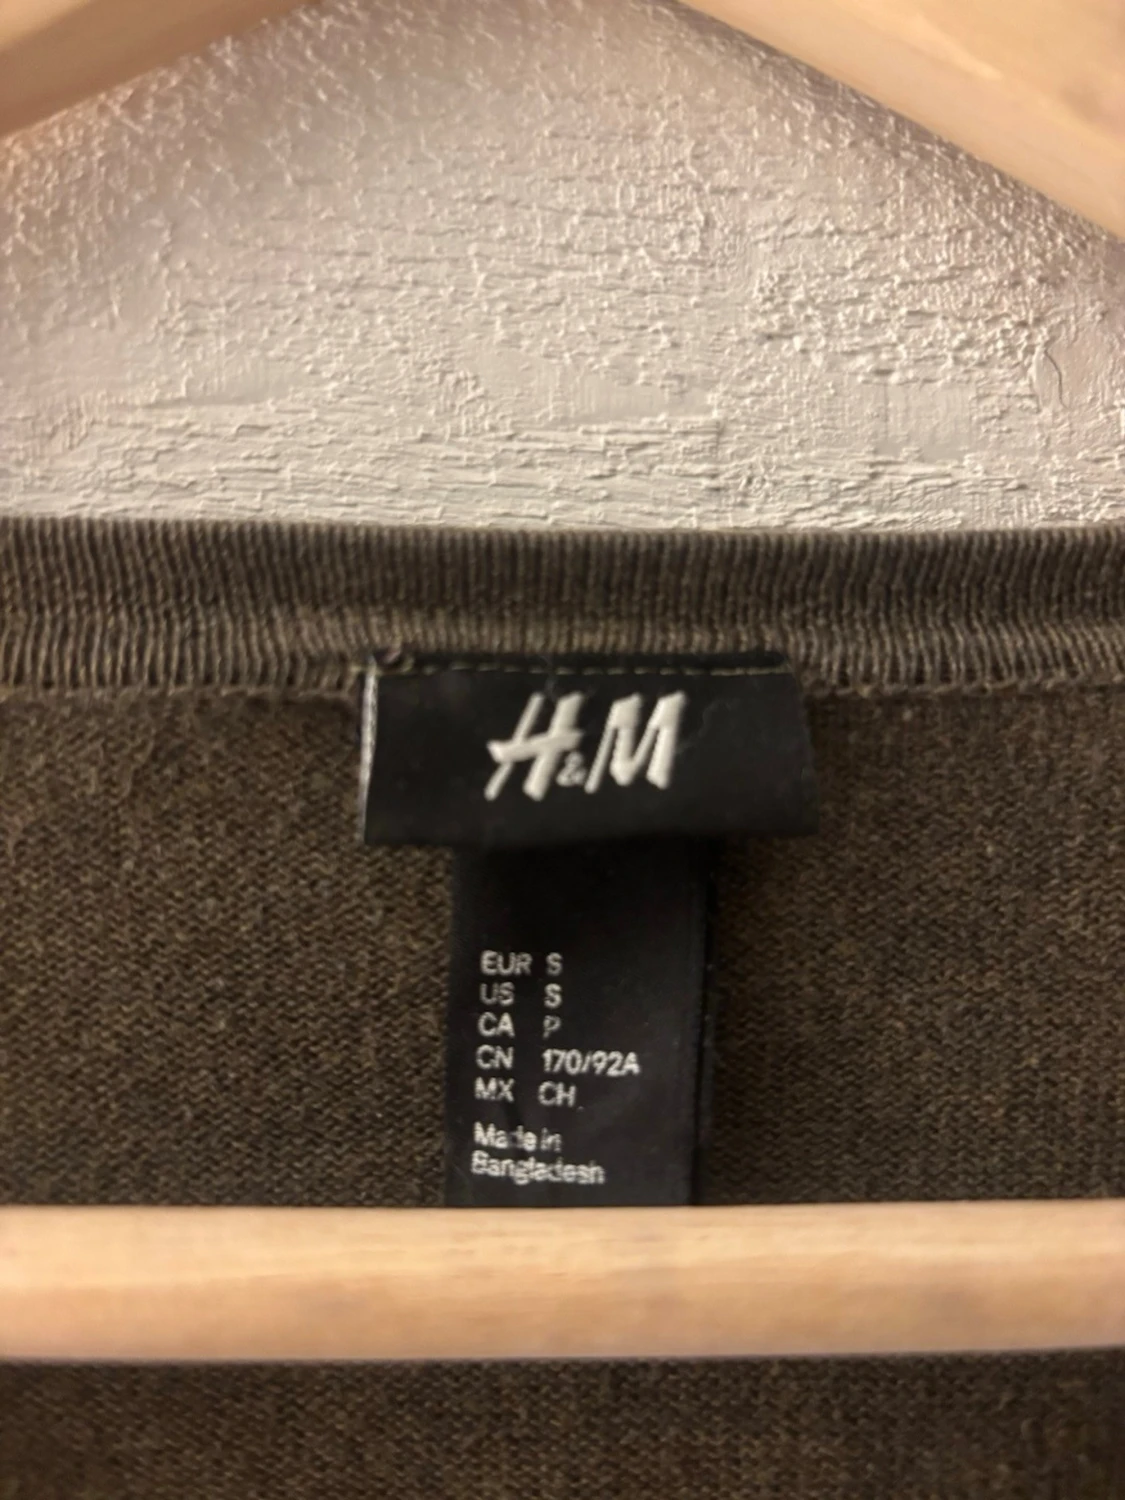 H&M
EUR S
US S
CA P
CN 170/92A
MX CH
Made in
Bangladesh